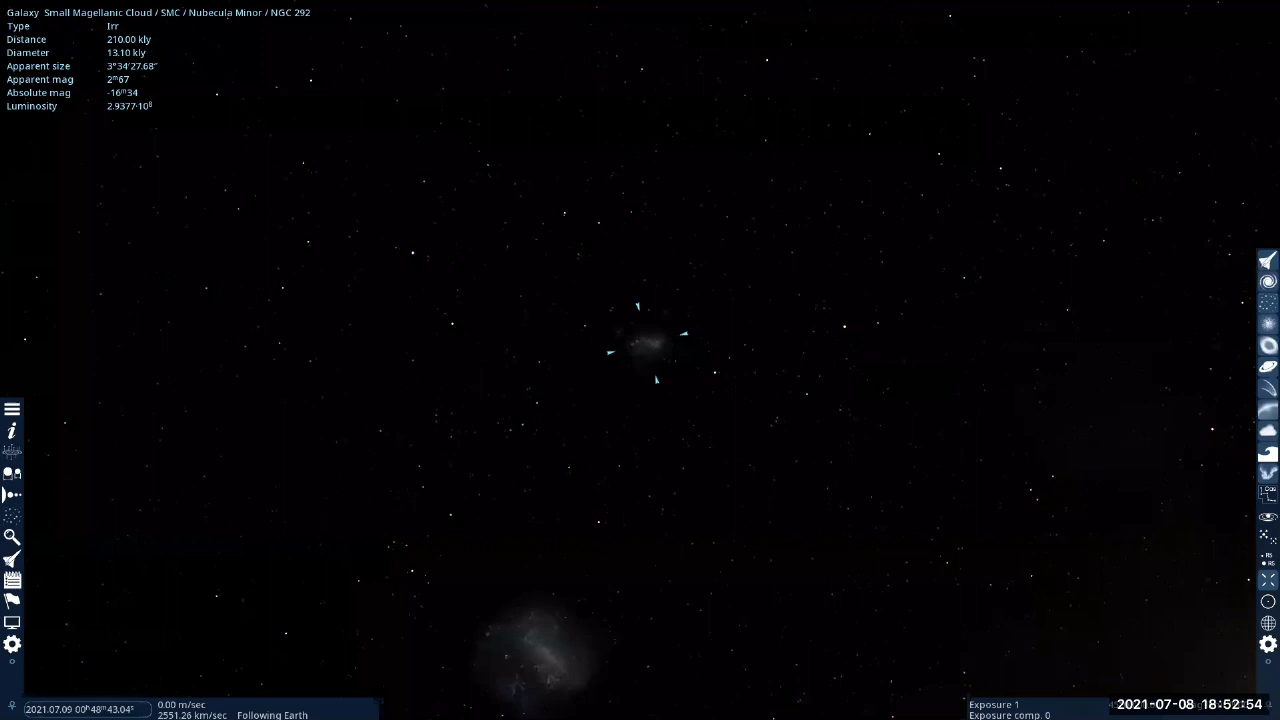 Galaxy Small Magellanic Cloud / SMC / Nubecula Minor / NGC 292
Type Irr
Distance 210.00 kly
Diameter 13.10 kly
Apparent size 3°34'27.68"
Apparent mag 2ᵐ67
Absolute mag -16ᵐ34
Luminosity 2.9377·10⁸
Gas
RS
RS
2021.07.09 00ʰ48ᵐ43.04ˢ
0.00 m/sec
2551.26 km/sec Following Earth
Exposure 1
Exposure comp. 0
2021-07-08 18:52:54